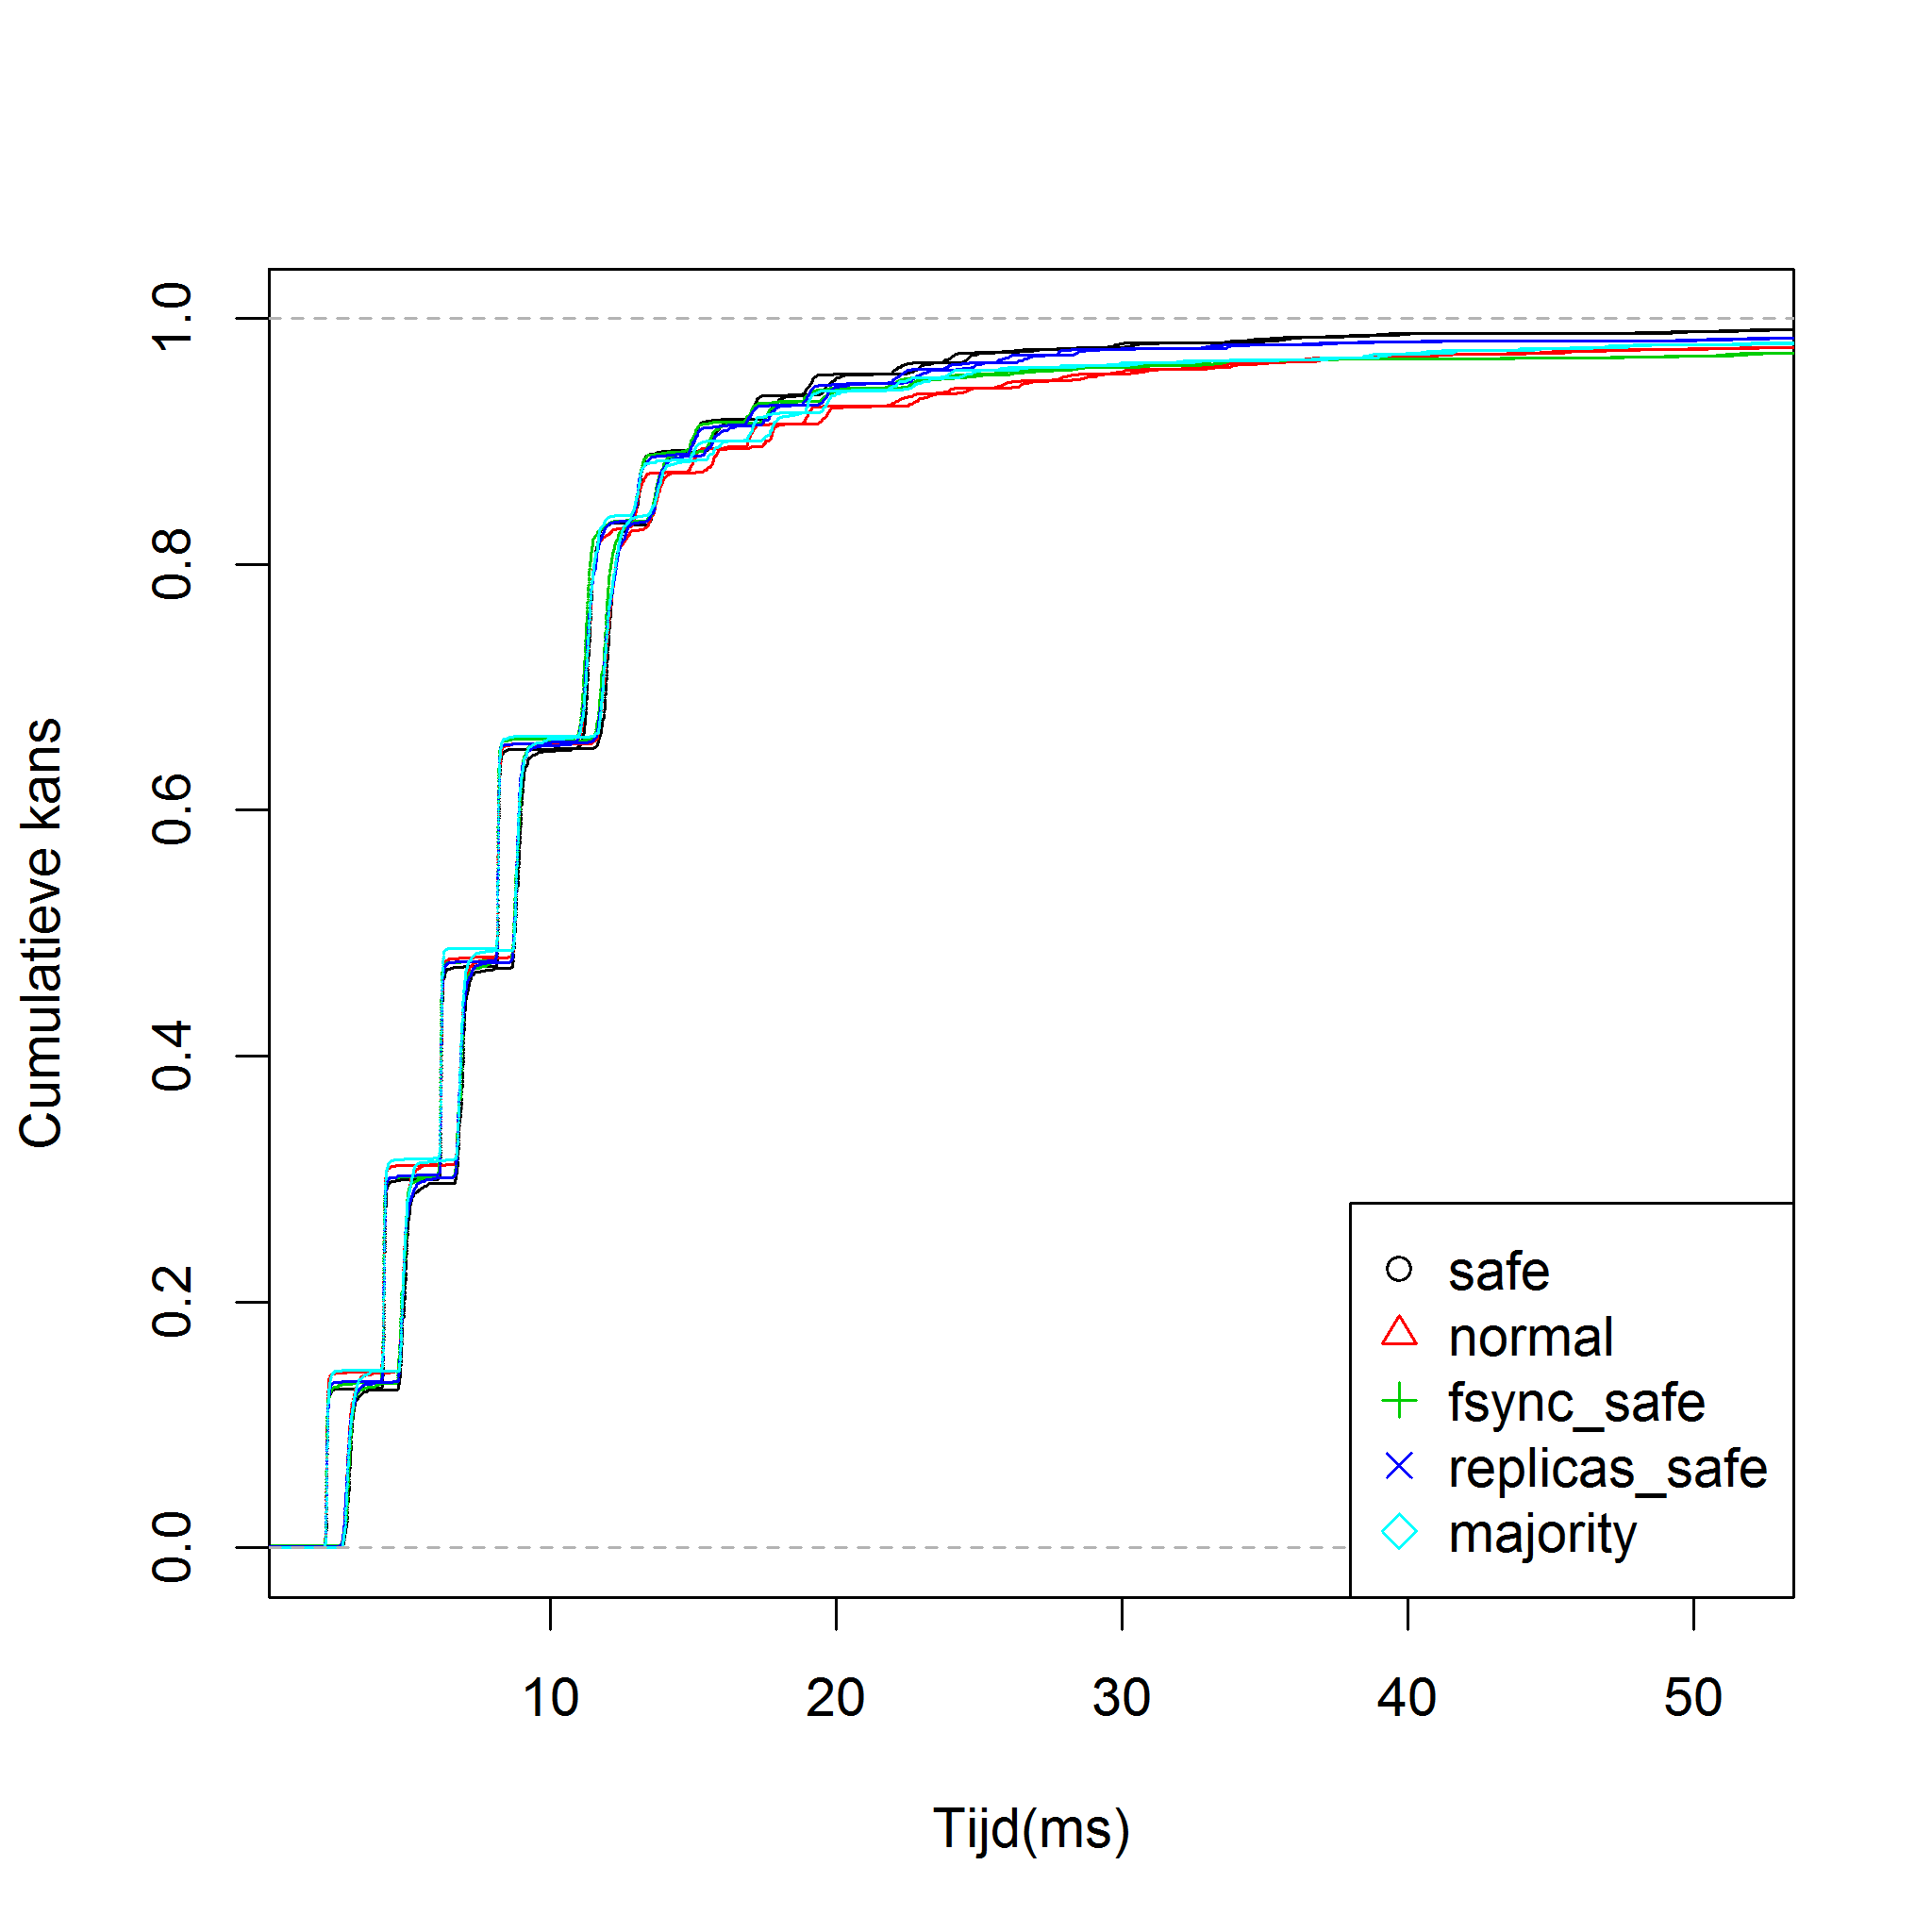 Cumulatieve kans
1.0
0.8
0.6
0.4
0.2
0.0
safe
normal
fsync_safe
replicas_safe
majority
10 20 30 40 50
Tijd(ms)